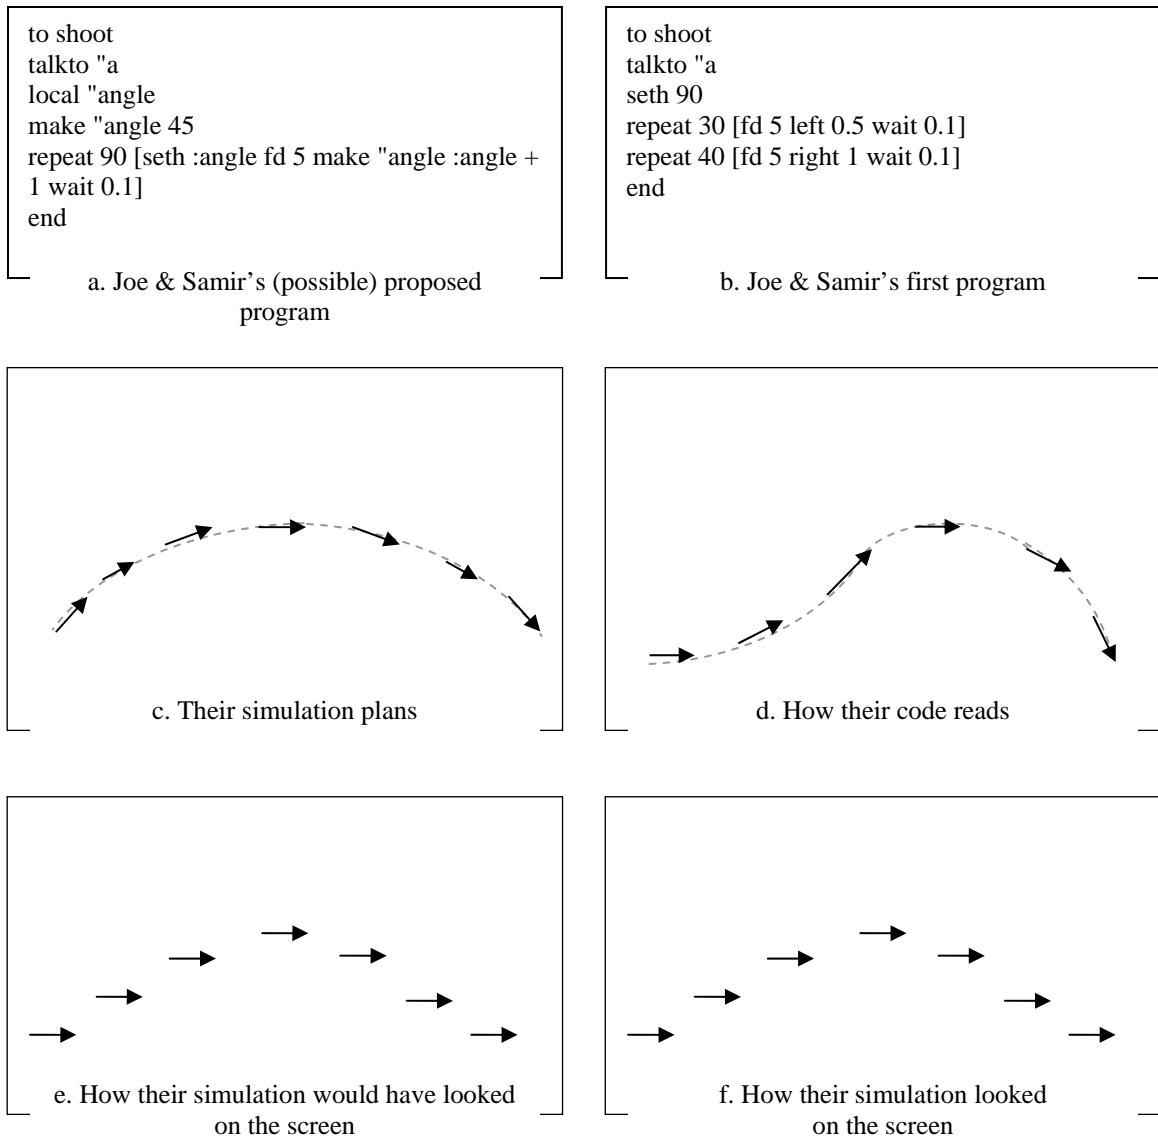 to shoot
talkto "a
local "angle
make "angle 45
repeat 90 [seth :angle fd 5 make "angle :angle +
1 wait 0.1]
end
a. Joe & Samir's (possible) proposed
program
to shoot
talkto "a
seth 90
repeat 30 [fd 5 left 0.5 wait 0.1]
repeat 40 [fd 5 right 1 wait 0.1]
end
b. Joe & Samir's first program
c. Their simulation plans
d. How their code reads
e. How their simulation would have looked
on the screen
f. How their simulation looked
on the screen